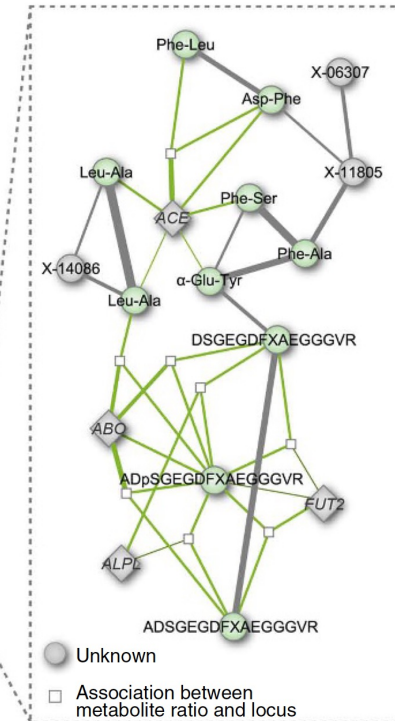 Phe-Leu
X-06307
Asp-Phe
Leu-Ala
X-11805
Phe-Ser
ACE
Phe-Ala
X-14086
α-Glu-Tyr
Leu-Ala
DSGEGDFXAEGGGVR
ABO
ADpSGEGDFXAEGGGVR
FUT2
ALPL
ADSGEGDFXAEGGGVR
Unknown
Association between
metabolite ratio and locus